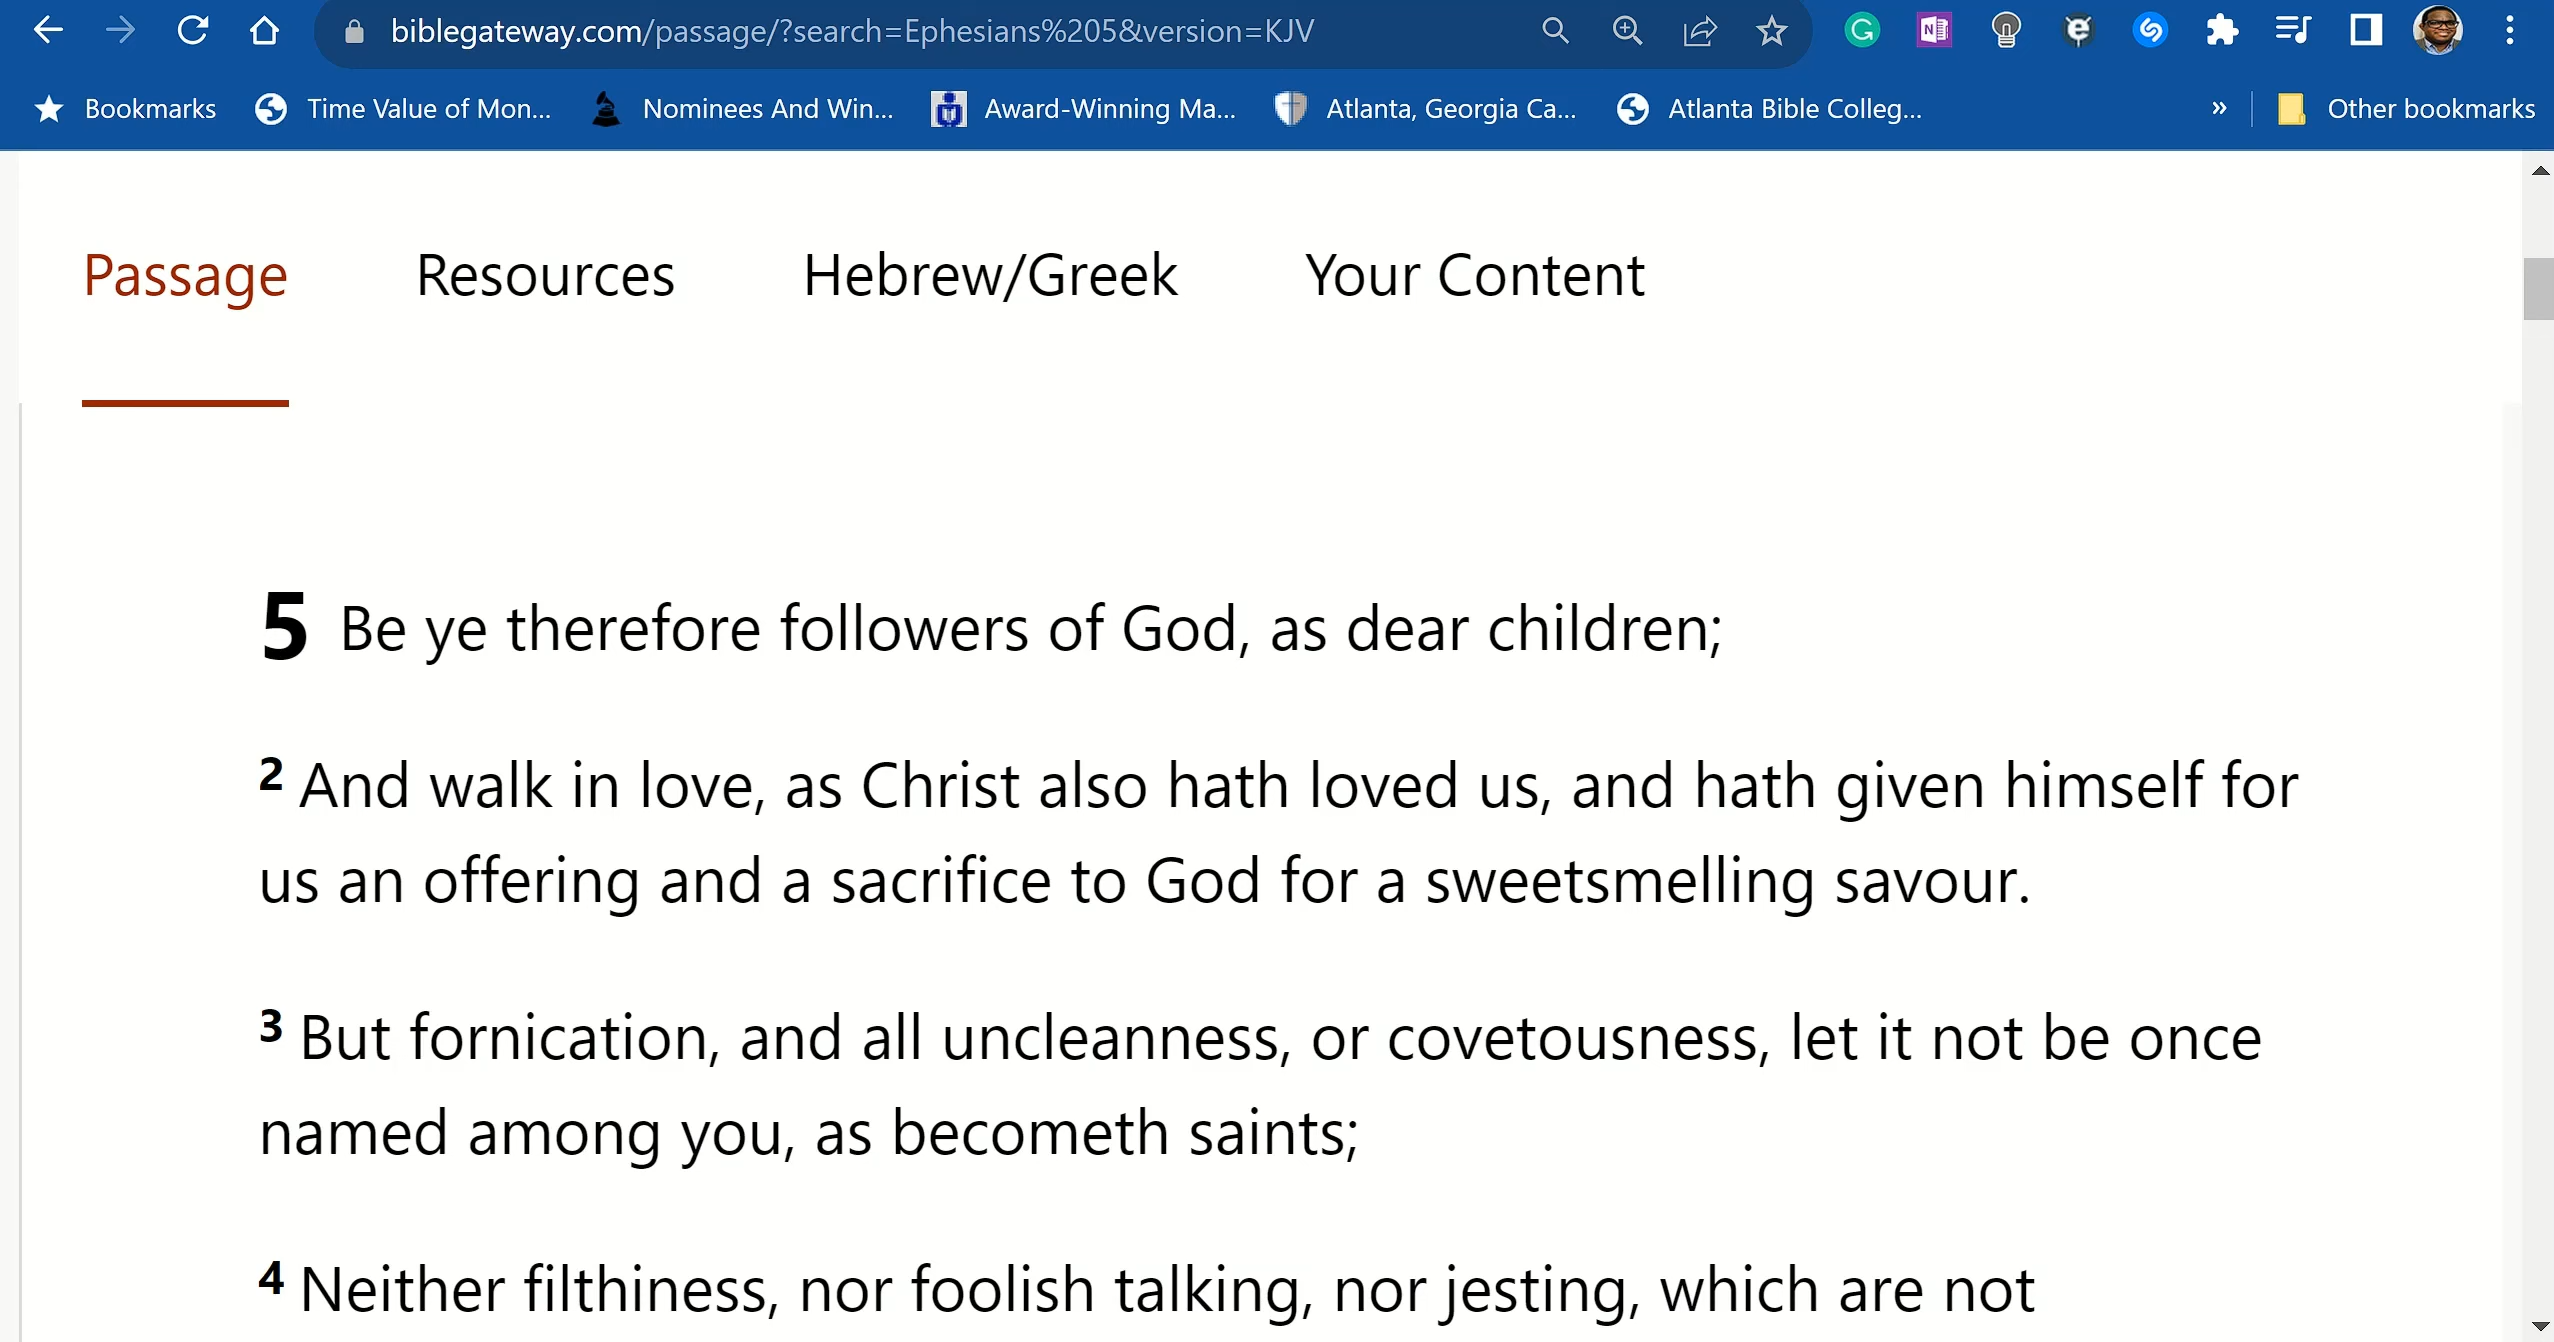 biblegateway.com/passage/?search=Ephesians%205&version=KJV
Bookmarks Time Value of Mon... Nominees And Win... Award-Winning Ma... Atlanta, Georgia Ca... Atlanta Bible Colleg... » Other bookmarks
Passage Resources Hebrew/Greek Your Content
5 Be ye therefore followers of God, as dear children;
2 And walk in love, as Christ also hath loved us, and hath given himself for
us an offering and a sacrifice to God for a sweetsmelling savour.
3 But fornication, and all uncleanness, or covetousness, let it not be once
named among you, as becometh saints;
4 Neither filthiness, nor foolish talking, nor jesting, which are not